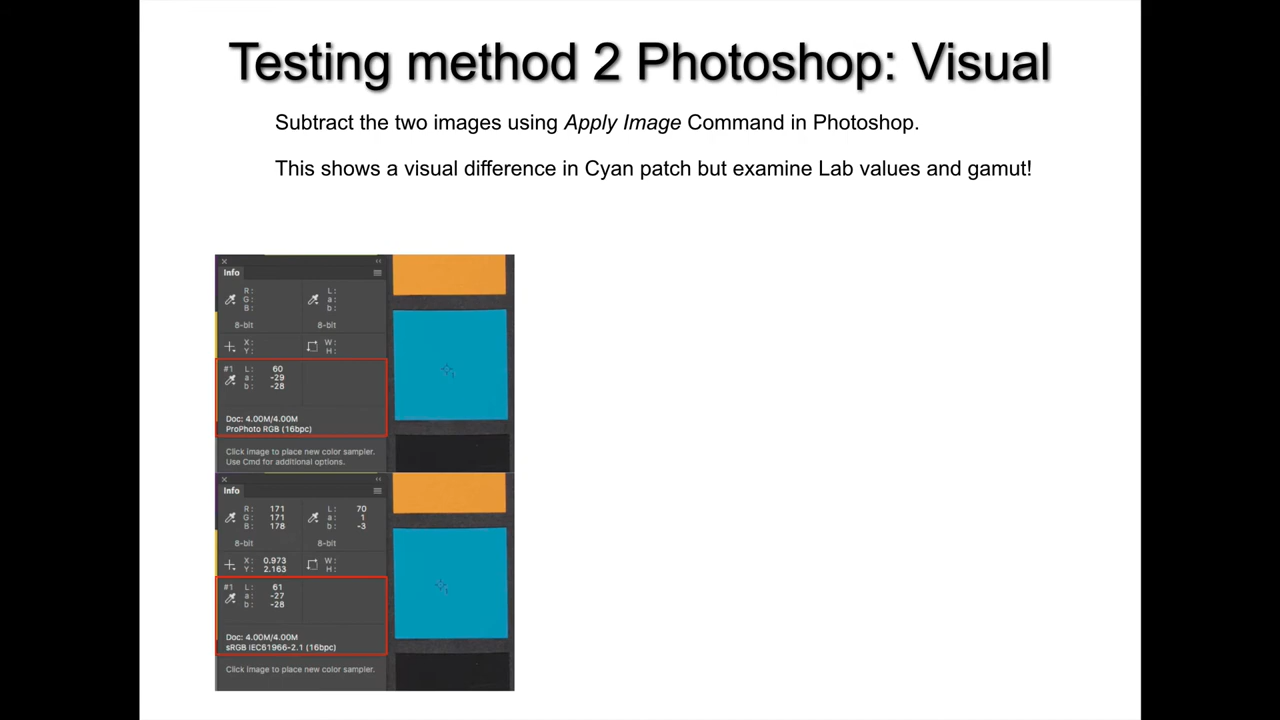 Testing method 2 Photoshop: Visual
Subtract the two images using Apply Image Command in Photoshop.
This shows a visual difference in Cyan patch but examine Lab values and gamut!
Info
R: L:
G: a:
B: b:
8-bit 8-bit
X: W:
Y: H:
#1 L: 60
a: -29
b: -28
Doc: 4.00M/4.00M
ProPhoto RGB (16bpc)
Click image to place new color sampler.
Use Cmd for additional options.
Info
R: 171 L: 70
G: 171 a: 1
B: 178 b: -3
8-bit 8-bit
X: 0.973 W:
Y: 2.163 H:
#1 L: 61
a: -27
b: -28
Doc: 4.00M/4.00M
sRGB IEC61966-2.1 (16bpc)
Click image to place new color sampler.